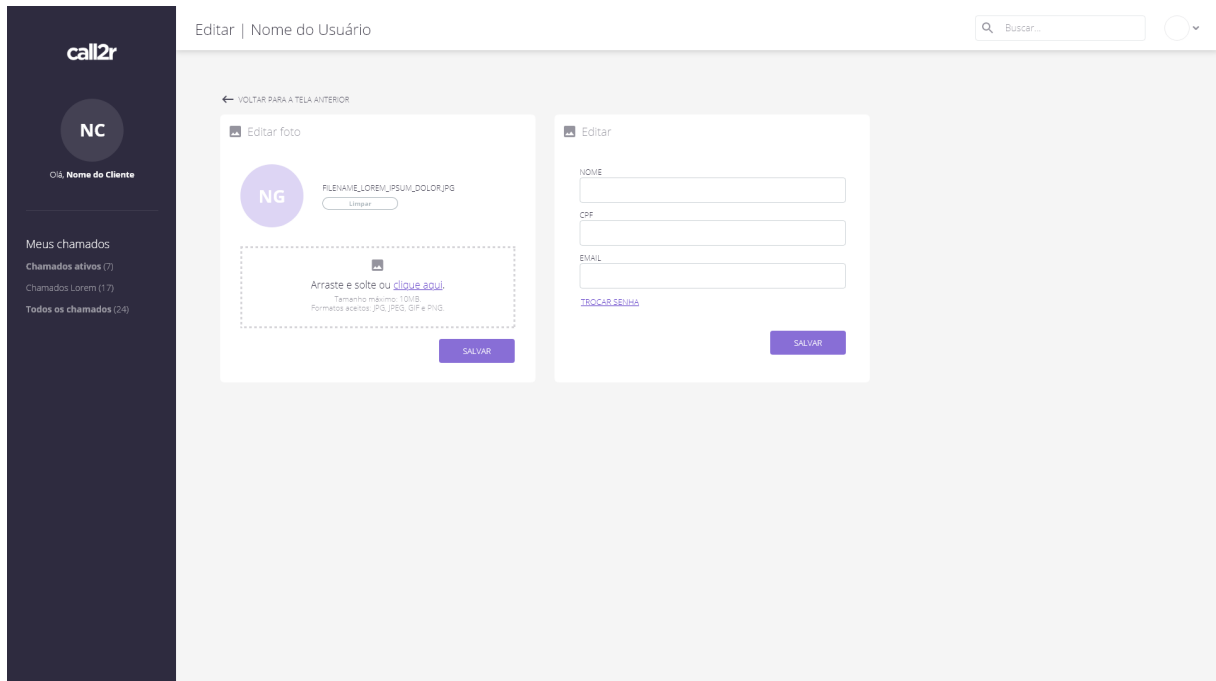 call2r
NC
Olá, Nome do Cliente
Meus chamados
Chamados ativos (7)
Chamados Lorem (17)
Todos os chamados (24)
Editar | Nome do Usuário
Buscar...
VOLTAR PARA A TELA ANTERIOR
Editar foto
NG
FILENAME_LOREM_IPSUM_DOLOR.JPG
Limpar
Arraste e solte ou clique aqui.
Tamanho máximo: 10MB.
Formatos aceitos: JPG, JPEG, GIF e PNG.
SALVAR
Editar
NOME
CPF
EMAIL
TROCAR SENHA
SALVAR